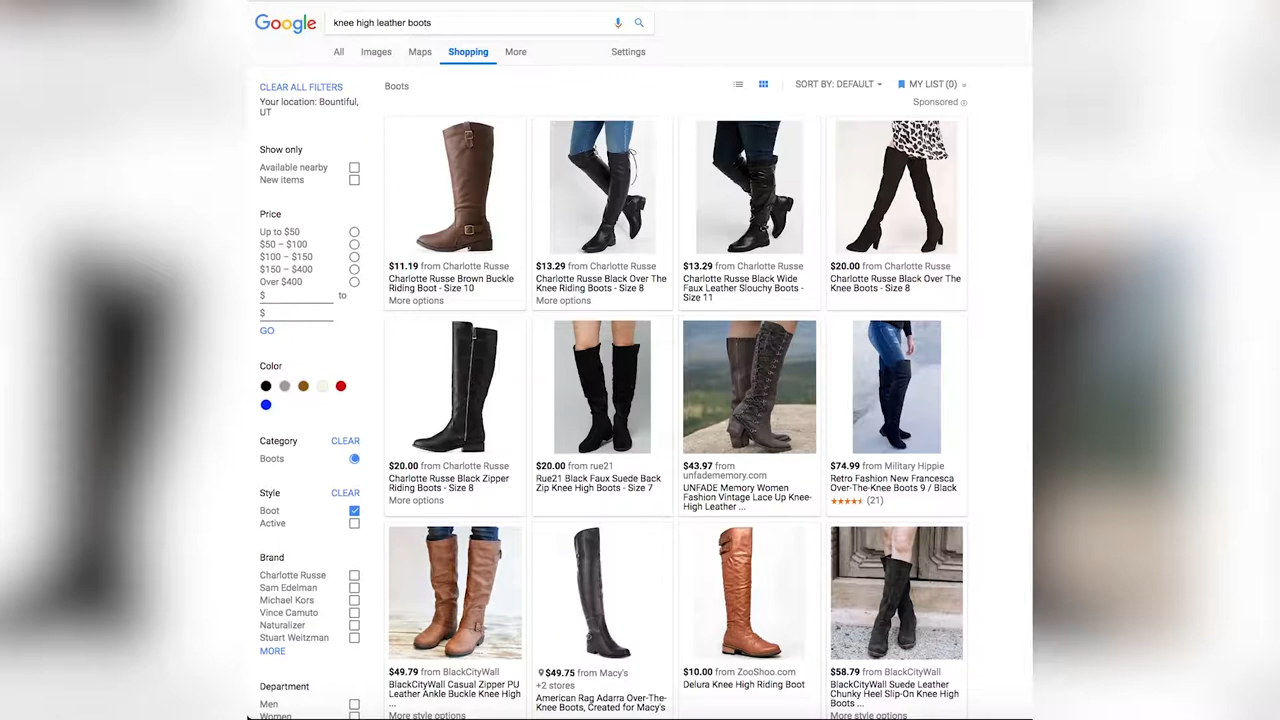 Google
knee high leather boots
All
Images
Maps
Shopping
More
Settings
CLEAR ALL FILTERS
Your location: Bountiful,
UT
Show only
Available nearby
New items
Price
Up to $50
$50 – $100
$100 – $150
$150 – $400
Over $400
$ to
$
GO
Color
Category CLEAR
Boots
Style CLEAR
Boot
Active
Brand
Charlotte Russe
Sam Edelman
Michael Kors
Vince Camuto
Naturalizer
Stuart Weitzman
MORE
Department
Men
Women
Boots
SORT BY: DEFAULT
MY LIST (0)
Sponsored
$11.19 from Charlotte Russe
Charlotte Russe Brown Buckle
Riding Boot - Size 10
More options
$13.29 from Charlotte Russe
Charlotte Russe Black Over The
Knee Riding Boots - Size 8
More options
$13.29 from Charlotte Russe
Charlotte Russe Black Wide
Faux Leather Slouchy Boots -
Size 11
$20.00 from Charlotte Russe
Charlotte Russe Black Over The
Knee Boots - Size 8
$20.00 from Charlotte Russe
Charlotte Russe Black Zipper
Riding Boot - Size 8
More options
$20.00 from rue21
Rue21 Black Faux Suede Back
Zip Knee High Boots - Size 7
$43.97 from
unfadememory.com
UNFADE Memory Women
Fashion Vintage Lace Up Knee-
High Leather ...
$74.99 from Military Hippie
Retro Fashion New Francesca
Over-The-Knee Boots 9 / Black
(21)
$49.79 from BlackCityWall
BlackCityWall Casual Zipper PU
Leather Ankle Buckle Knee High
...
More style options
$49.75 from Macy's
+2 stores
American Rag Adarra Over-The-
Knee Boots, Created for Macy's
$10.00 from ZooShoo.com
Delura Knee High Riding Boot
$58.79 from BlackCityWall
BlackCityWall Suede Leather
Chunky Heel Slip-On Knee High
Boots ...
More style options